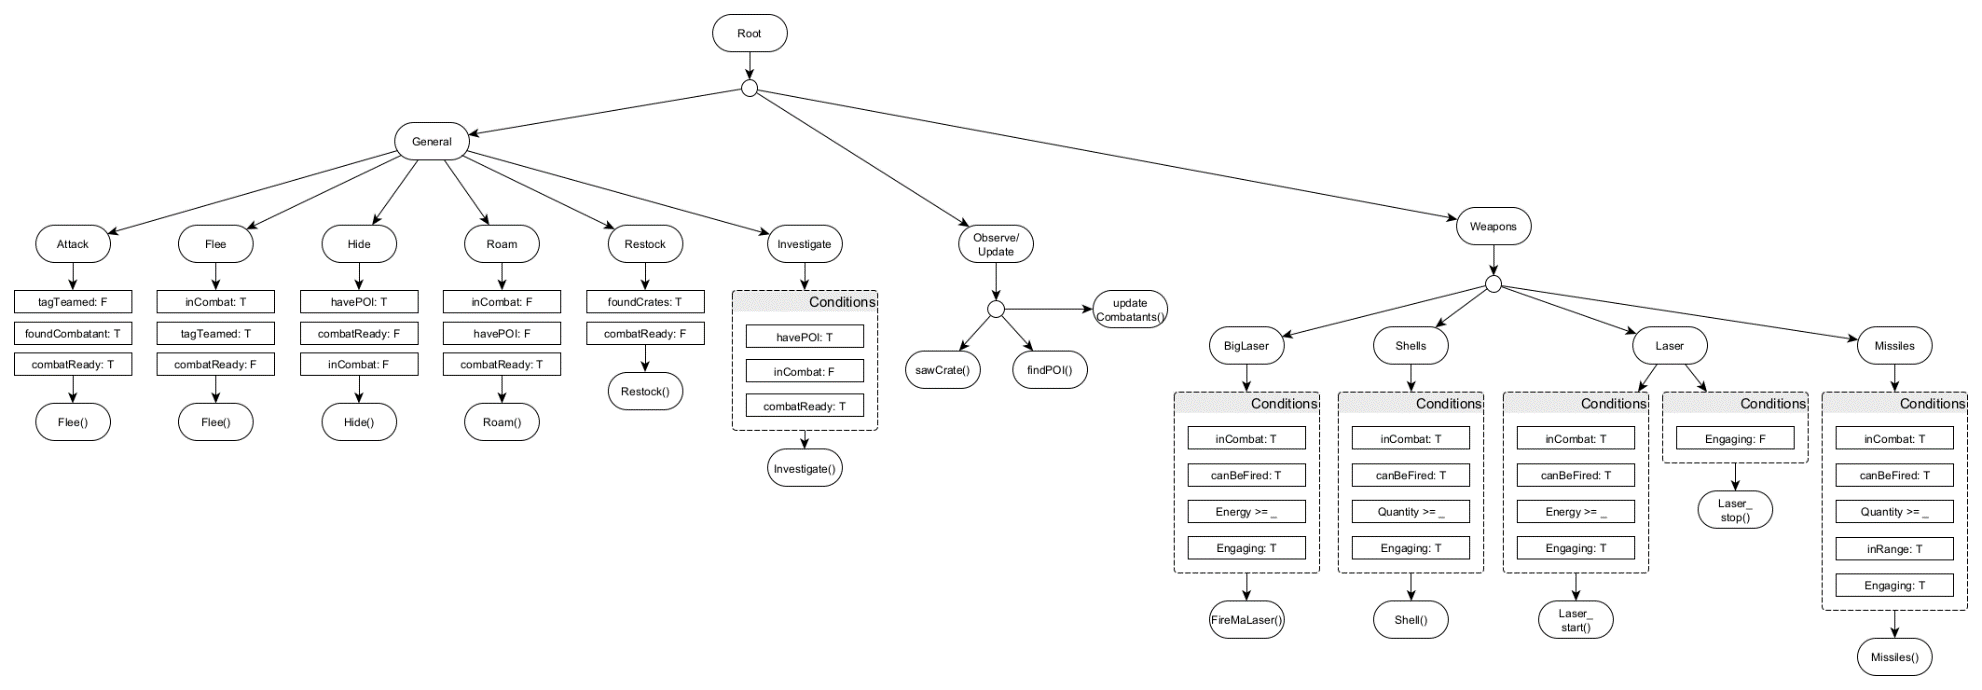 Root
General
Attack
tagTeamed: F
foundCombatant: T
combatReady: T
Flee()
Flee
inCombat: T
tagTeamed: T
combatReady: F
Flee()
Hide
havePOI: T
combatReady: F
inCombat: F
Hide()
Roam
inCombat: F
havePOI: F
combatReady: T
Roam()
Restock
foundCrates: T
combatReady: F
Restock()
Investigate
Conditions
havePOI: T
inCombat: F
combatReady: T
Investigate()
Observe/
Update
sawCrate()
findPOI()
update
Combatants()
Weapons
BigLaser
Conditions
inCombat: T
canBeFired: T
Energy >= _
Engaging: T
FireMaLaser()
Shells
Conditions
inCombat: T
canBeFired: T
Quantity >= _
Engaging: T
Shell()
Laser
Conditions
inCombat: T
canBeFired: T
Energy >= _
Engaging: T
Laser_
start()
Conditions
Engaging: F
Laser_
stop()
Missiles
Conditions
inCombat: T
canBeFired: T
Quantity >= _
inRange: T
Engaging: T
Missiles()